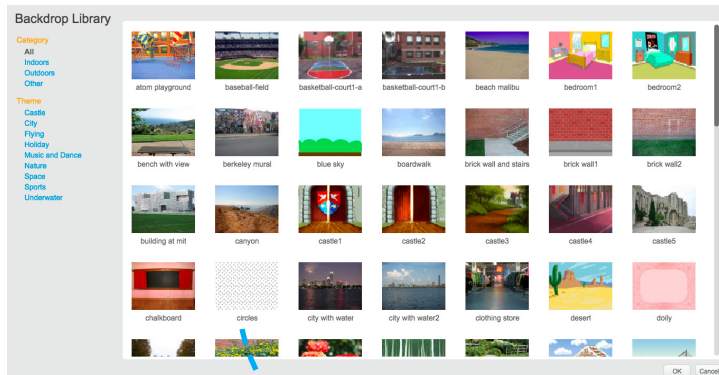 Backdrop Library
Category
All
Indoors
Outdoors
Other
Theme
Castle
City
Flying
Holiday
Music and Dance
Nature
Space
Sports
Underwater
atom playground baseball-field basketball-court1-a basketball-court1-b beach malibu bedroom1 bedroom2
bench with view berkeley mural blue sky boardwalk brick wall and stairs brick wall1 brick wall2
building at mit canyon castle1 castle2 castle3 castle4 castle5
chalkboard circles city with water city with water2 clothing store desert doily
OK Cancel